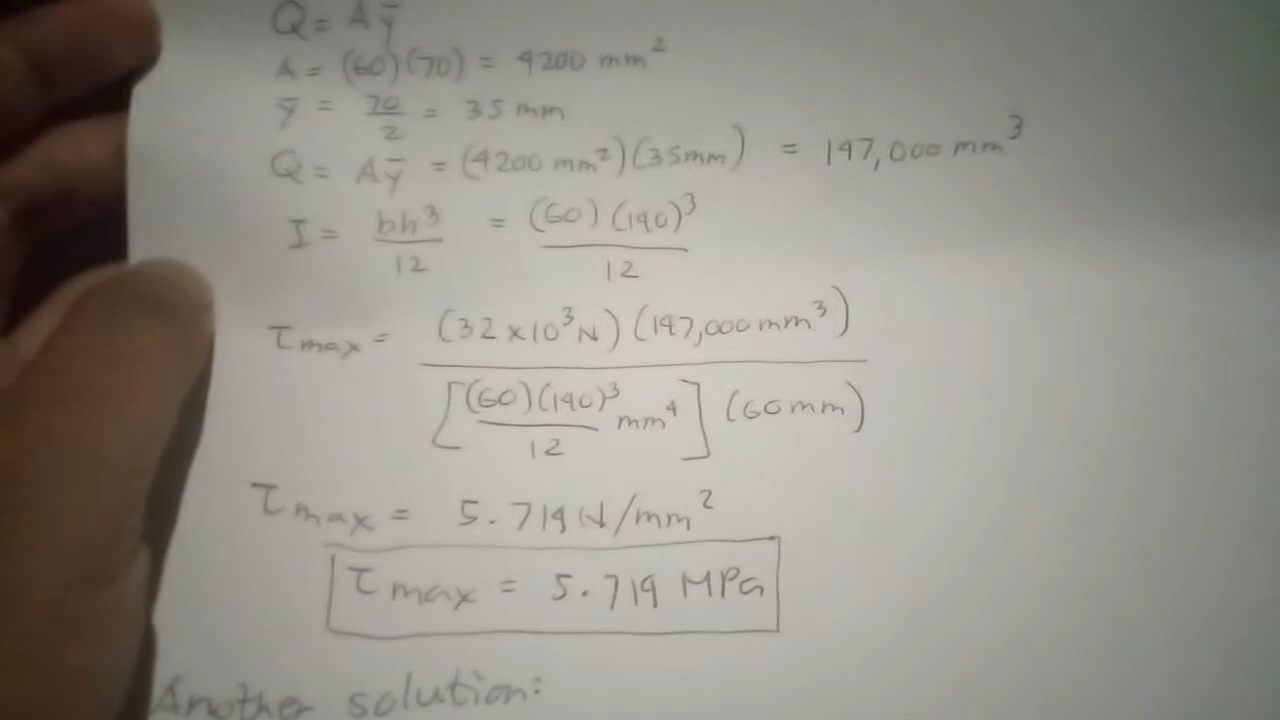 Q = Aȳ
A = (60)(70) = 4200 mm²
ȳ = 70/2 = 35 mm
Q = Aȳ = (4200 mm²)(35mm) = 147,000 mm³
I = bh³/12 = (60)(140)³/12
τmax = (32×10³N)(147,000mm³) / [(60)(140)³/12 mm⁴](60mm)
τmax = 5.714N/mm²
τmax = 5.714 MPa
Another solution: